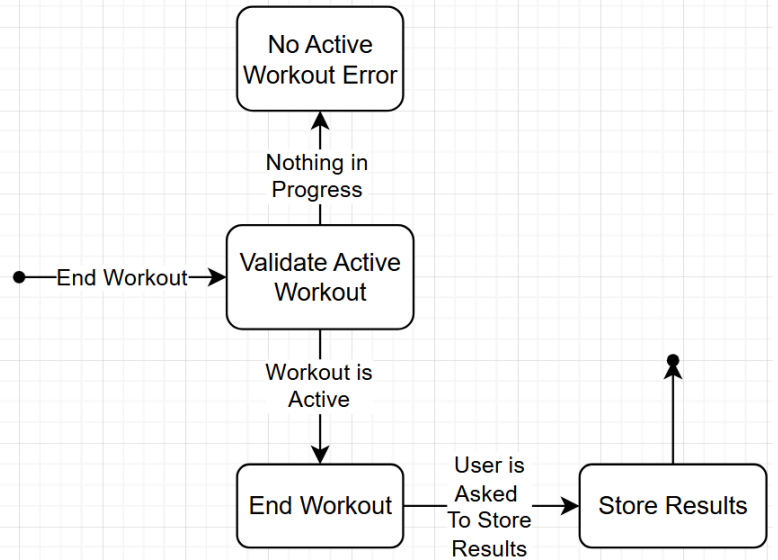 No Active
Workout Error
Nothing in
Progress
End Workout
Validate Active
Workout
Workout is
Active
End Workout
User is
Asked
To Store
Results
Store Results